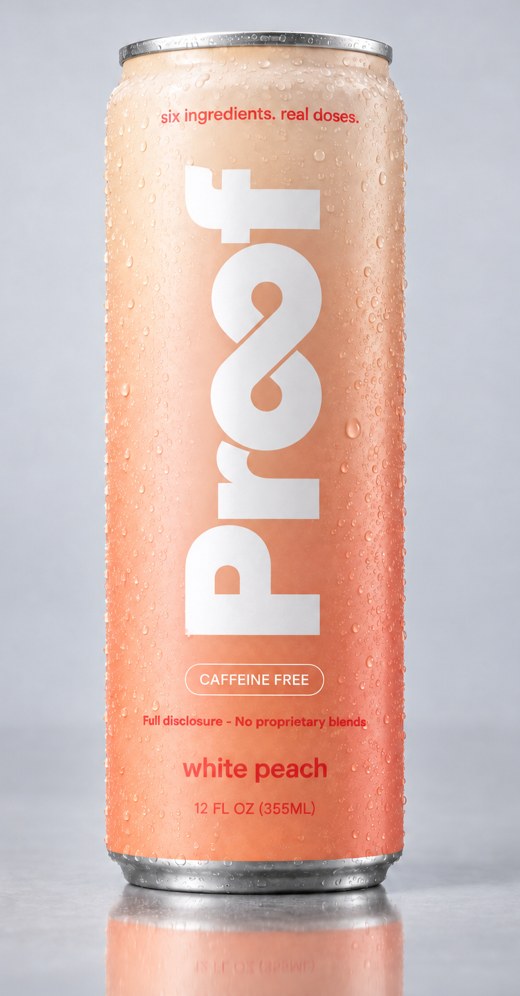 six ingredients. real doses.
Proof
CAFFEINE FREE
Full disclosure - No proprietary blends
white peach
12 FL OZ (355ML)